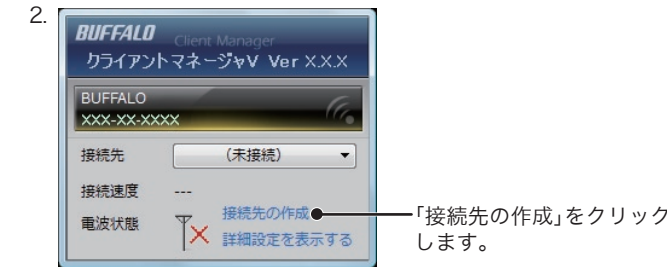 2.
BUFFALO Client Manager
クライアントマネージャV Ver X.X.X
BUFFALO
XXX-XX-XXXX
接続先 (未接続)
接続速度 ---
電波状態 接続先の作成
詳細設定を表示する
「接続先の作成」をクリック
します。